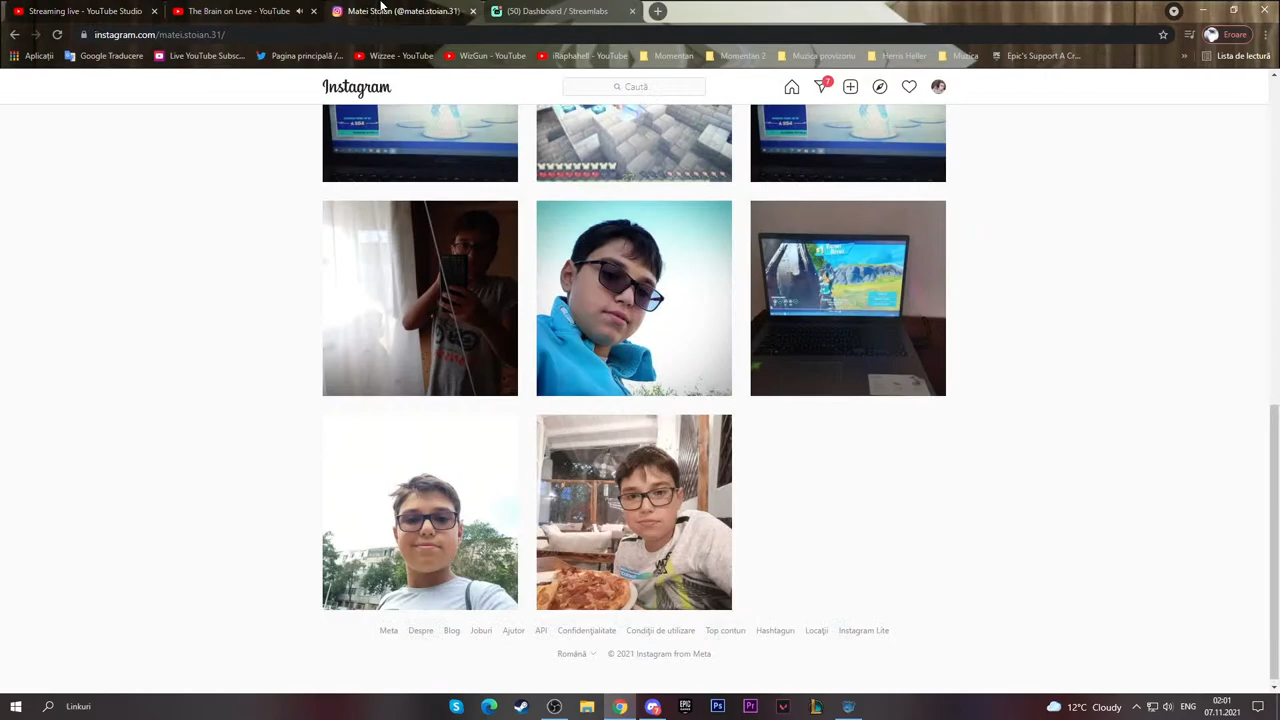 Streaming live - YouTube Studio
The Brain on Love - YouTube
Matei Stoian (@matei.stoian.31)
(50) Dashboard / Streamlabs
instagram.com/matei.stoian.31/
Eroare
Aplicații
Google Traducere
Live YouTube Subsc...
Pagina principală /...
Wizzee - YouTube
WizGun - YouTube
iRaphahell - YouTube
Momentan
Momentan 2
Muzica provizoriu
Herris Heller
Muzica
Epic's Support A Cr...
»
Lista de lectură
Instagram
Caută
7
Meta Despre Blog Joburi Ajutor API Confidențialitate Condiții de utilizare Top conturi Hashtaguri Locații Instagram Lite
Română © 2021 Instagram from Meta
Linkuri
12°C Cloudy
02:01
07.11.2021